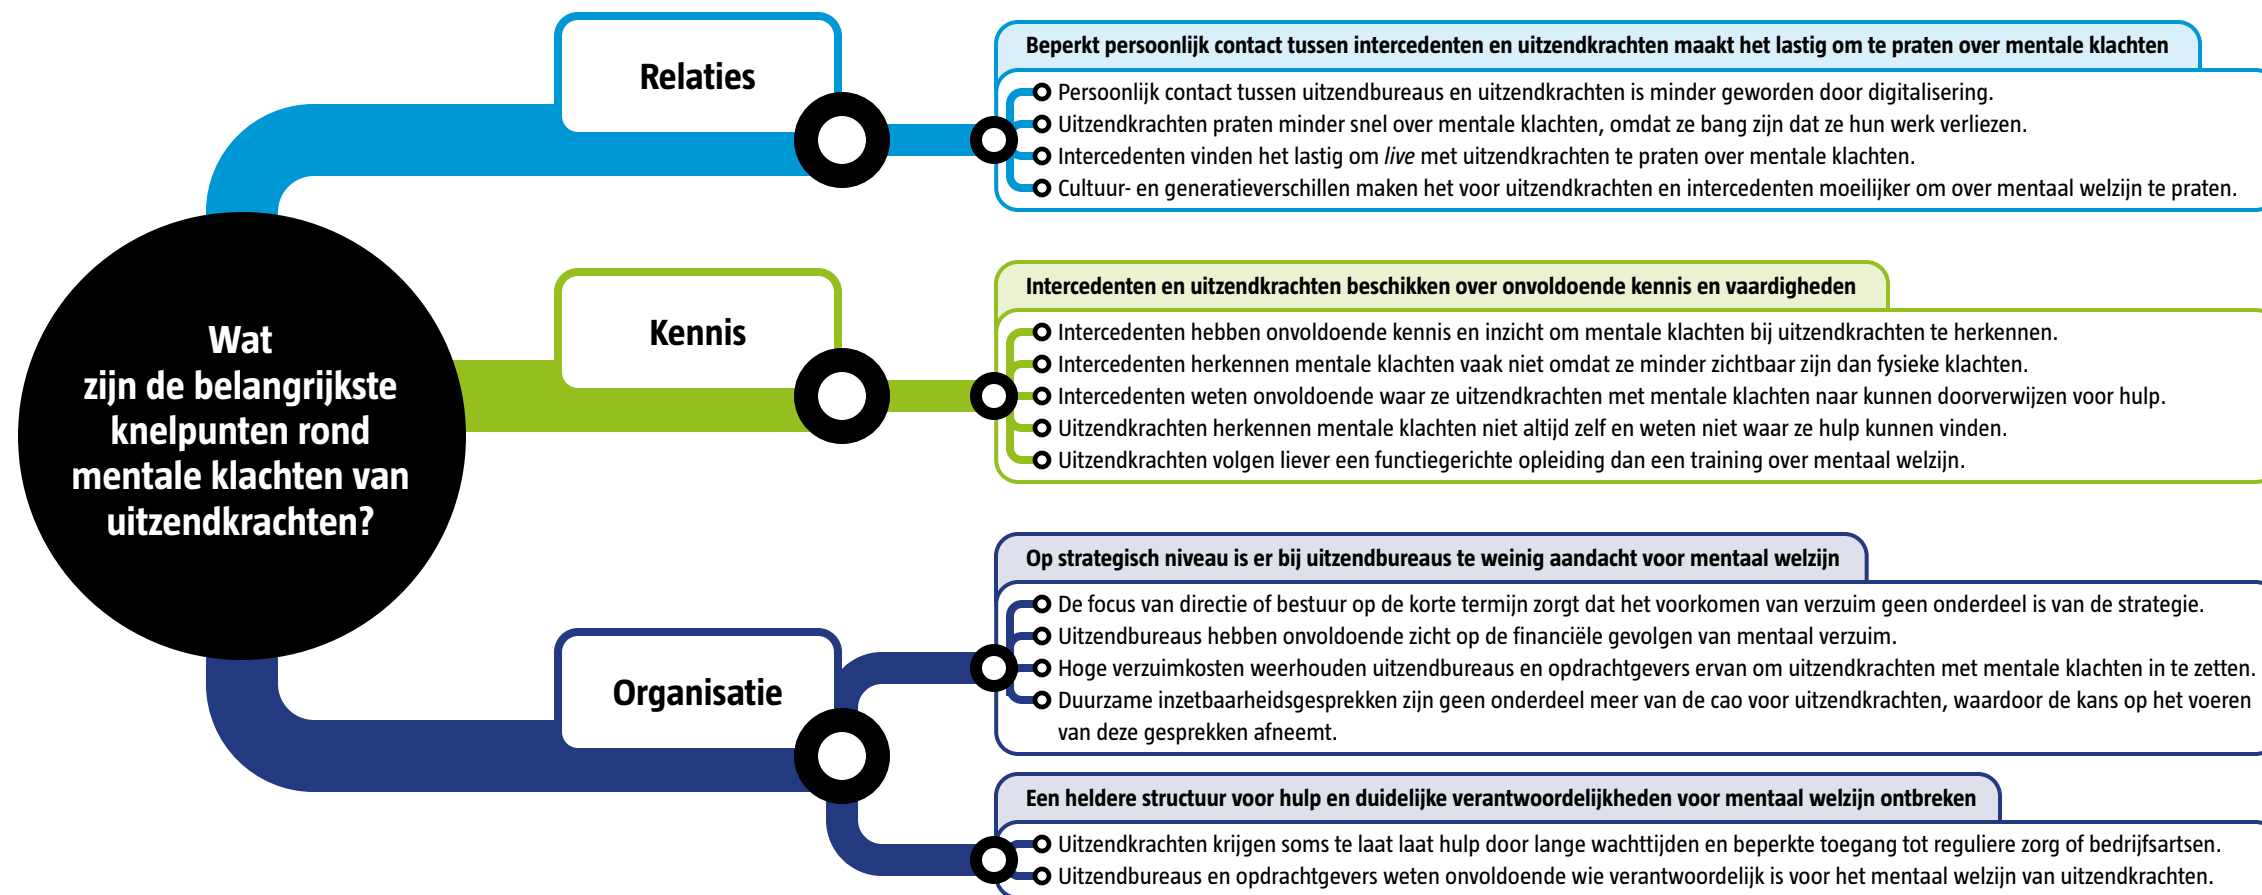 Wat
zijn de belangrijkste
knelpunten rond
mentale klachten van
uitzendkrachten?
Relaties
Beperkt persoonlijk contact tussen intercedenten en uitzendkrachten maakt het lastig om te praten over mentale klachten
Persoonlijk contact tussen uitzendbureaus en uitzendkrachten is minder geworden door digitalisering.
Uitzendkrachten praten minder snel over mentale klachten, omdat ze bang zijn dat ze hun werk verliezen.
Intercedenten vinden het lastig om live met uitzendkrachten te praten over mentale klachten.
Cultuur- en generatieverschillen maken het voor uitzendkrachten en intercedenten moeilijker om over mentaal welzijn te praten.
Kennis
Intercedenten en uitzendkrachten beschikken over onvoldoende kennis en vaardigheden
Intercedenten hebben onvoldoende kennis en inzicht om mentale klachten bij uitzendkrachten te herkennen.
Intercedenten herkennen mentale klachten vaak niet omdat ze minder zichtbaar zijn dan fysieke klachten.
Intercedenten weten onvoldoende waar ze uitzendkrachten met mentale klachten naar kunnen doorverwijzen voor hulp.
Uitzendkrachten herkennen mentale klachten niet altijd zelf en weten niet waar ze hulp kunnen vinden.
Uitzendkrachten volgen liever een functiegerichte opleiding dan een training over mentaal welzijn.
Organisatie
Op strategisch niveau is er bij uitzendbureaus te weinig aandacht voor mentaal welzijn
De focus van directie of bestuur op de korte termijn zorgt dat het voorkomen van verzuim geen onderdeel is van de strategie.
Uitzendbureaus hebben onvoldoende zicht op de financiële gevolgen van mentaal verzuim.
Hoge verzuimkosten weerhouden uitzendbureaus en opdrachtgevers ervan om uitzendkrachten met mentale klachten in te zetten.
Duurzame inzetbaarheidsgesprekken zijn geen onderdeel meer van de cao voor uitzendkrachten, waardoor de kans op het voeren
van deze gesprekken afneemt.
Een heldere structuur voor hulp en duidelijke verantwoordelijkheden voor mentaal welzijn ontbreken
Uitzendkrachten krijgen soms te laat laat hulp door lange wachttijden en beperkte toegang tot reguliere zorg of bedrijfsartsen.
Uitzendbureaus en opdrachtgevers weten onvoldoende wie verantwoordelijk is voor het mentaal welzijn van uitzendkrachten.